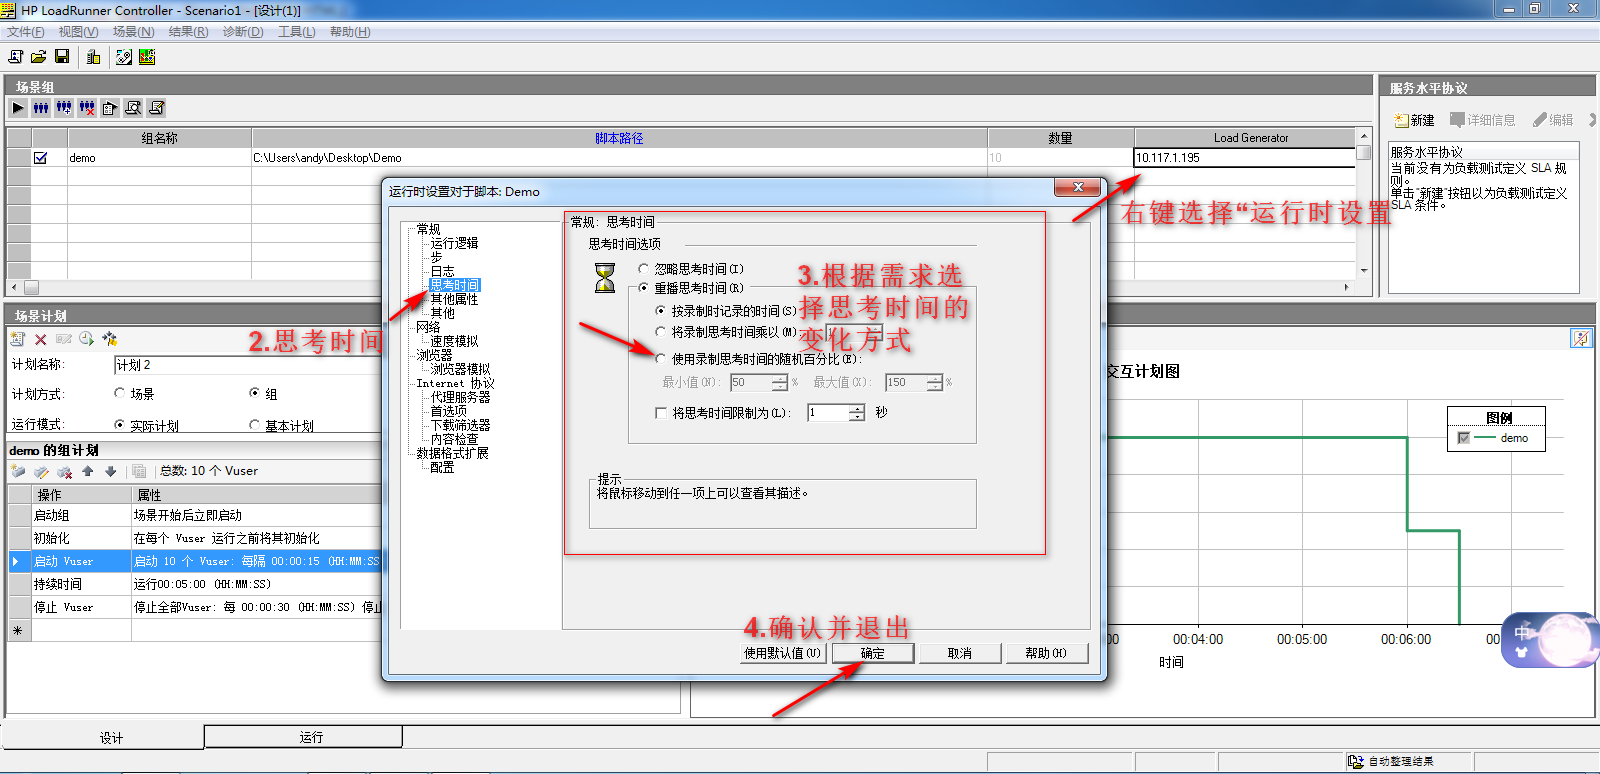 HP LoadRunner Controller - Scenario1 - [设计(1)]
文件(F) 视图(V) 场景(N) 结果(R) 诊断(D) 工具(L) 帮助(H)
场景组
组名称 脚本路径 数量 Load Generator
demo C:\Users\andy\Desktop\Demo 10 10.117.1.195
服务水平协议
新建 详细信息 编辑
服务水平协议
当前没有为负载测试定义 SLA 规
则。
单击"新建"按钮以为负载测试定义
SLA 条件。
右键选择“运行时设置
运行时设置对于脚本: Demo
常规
运行逻辑
步
日志
思考时间
其他属性
其他
网络
速度模拟
浏览器
浏览器模拟
Internet 协议
代理服务器
首选项
下载筛选器
内容检查
数据格式扩展
配置
常规: 思考时间
思考时间选项
忽略思考时间(I)
重播思考时间(R)
按录制时记录的时间(S)
将录制思考时间乘以(M): 1
使用录制思考时间的随机百分比(E):
最小值(N): 50 % 最大值(X): 150 %
将思考时间限制为(L): 1 秒
提示
将鼠标移动到任一项上可以查看其描述。
使用默认值(U) 确定 取消 帮助(H)
2.思考时间
3.根据需求选
择思考时间的
变化方式
4.确认并退出
场景计划
计划名称: 计划 2
计划方式: 场景 组
运行模式: 实际计划 基本计划
demo 的组计划
总数: 10 个 Vuser
操作 属性
启动组 场景开始后立即启动
初始化 在每个 Vuser 运行之前将其初始化
启动 Vuser 启动 10 个 Vuser: 每隔 00:00:15 (HH:MM:SS
持续时间 运行00:05:00 (HH:MM:SS)
停止 Vuser 停止全部Vuser: 每 00:00:30 (HH:MM:SS) 停止
*
交互计划图
图例
demo
00 00:04:00 00:05:00 00:06:00 00
时间
中
设计 运行
自动整理结果